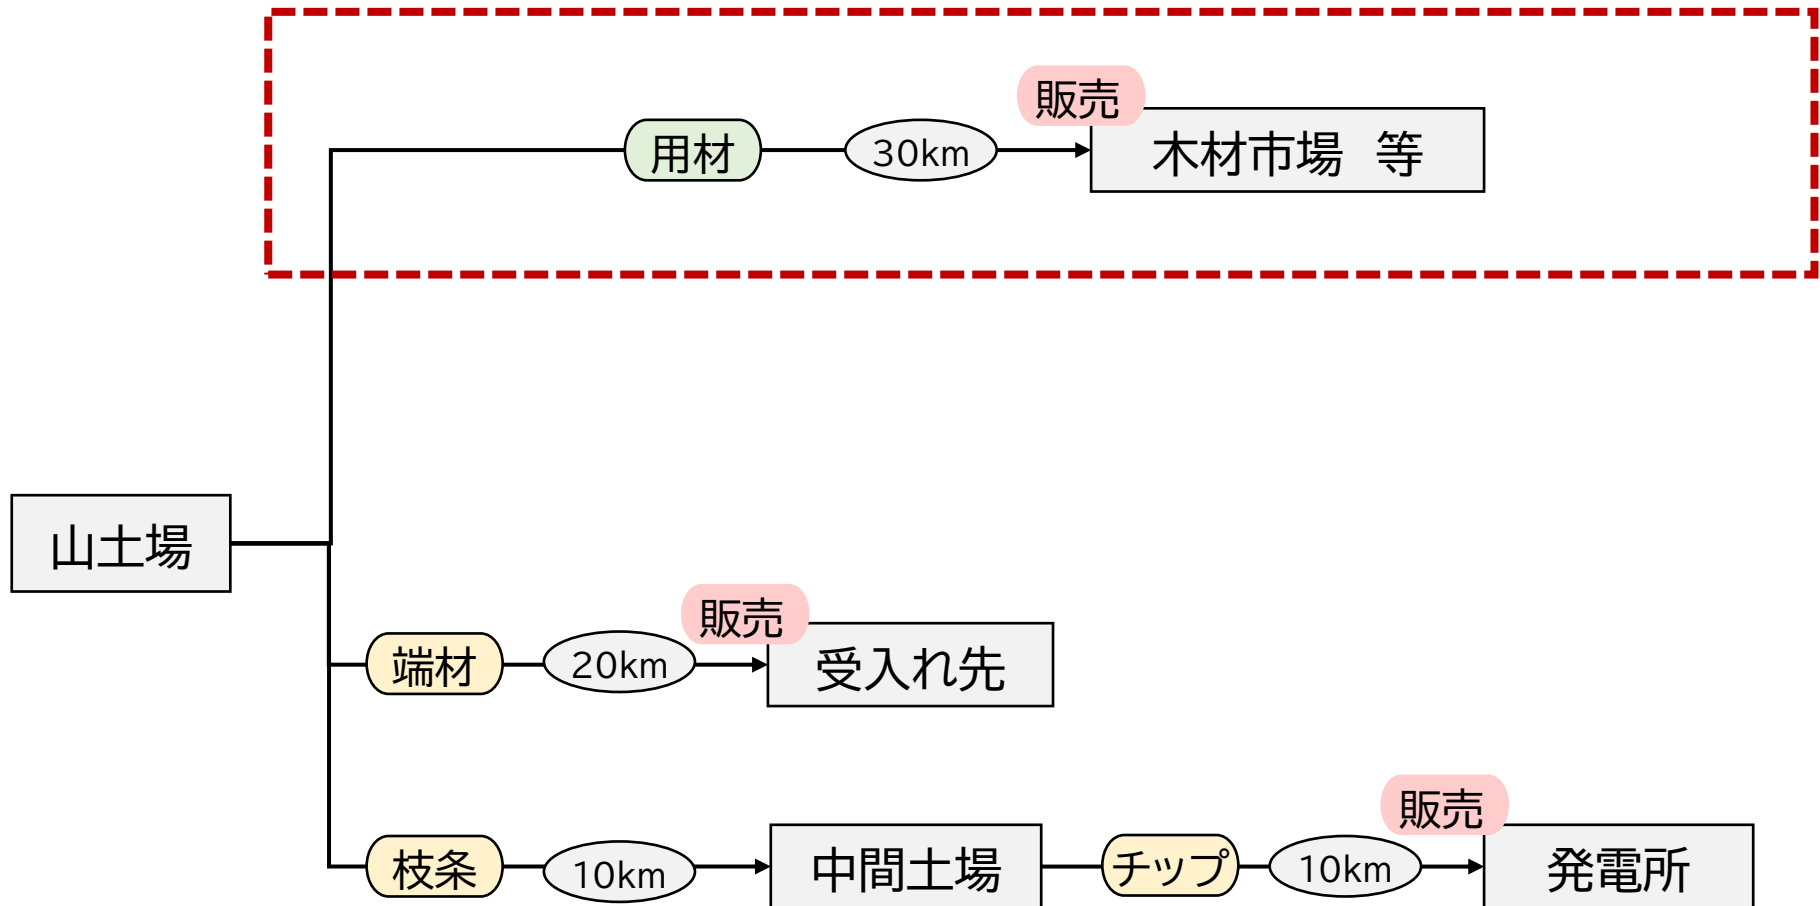 販売
用材
30km
木材市場 等
山土場
販売
端材
20km
受入れ先
販売
枝条
10km
中間土場
チップ
10km
発電所